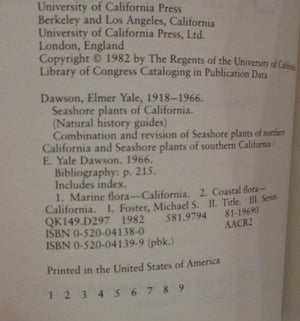 University of California Press
Berkeley and Los Angeles, California
University of California Press, Ltd.
London, England
Copyright © 1982 by The Regents of the University of California
Library of Congress Cataloging in Publication Data
Dawson, Elmer Yale, 1918–1966.
Seashore plants of California.
(Natural history guides)
Combination and revision of Seashore plants of northern
California and Seashore plants of southern California /
E. Yale Dawson. 1966.
Bibliography: p. 215.
Includes index.
1. Marine flora—California. 2. Coastal flora—
California. I. Foster, Michael S. II. Title. III. Series.
QK149.D297 1982 581.9794 81-19690
ISBN 0-520-04138-0 AACR2
ISBN 0-520-04139-9 (pbk.)
Printed in the United States of America
1 2 3 4 5 6 7 8 9